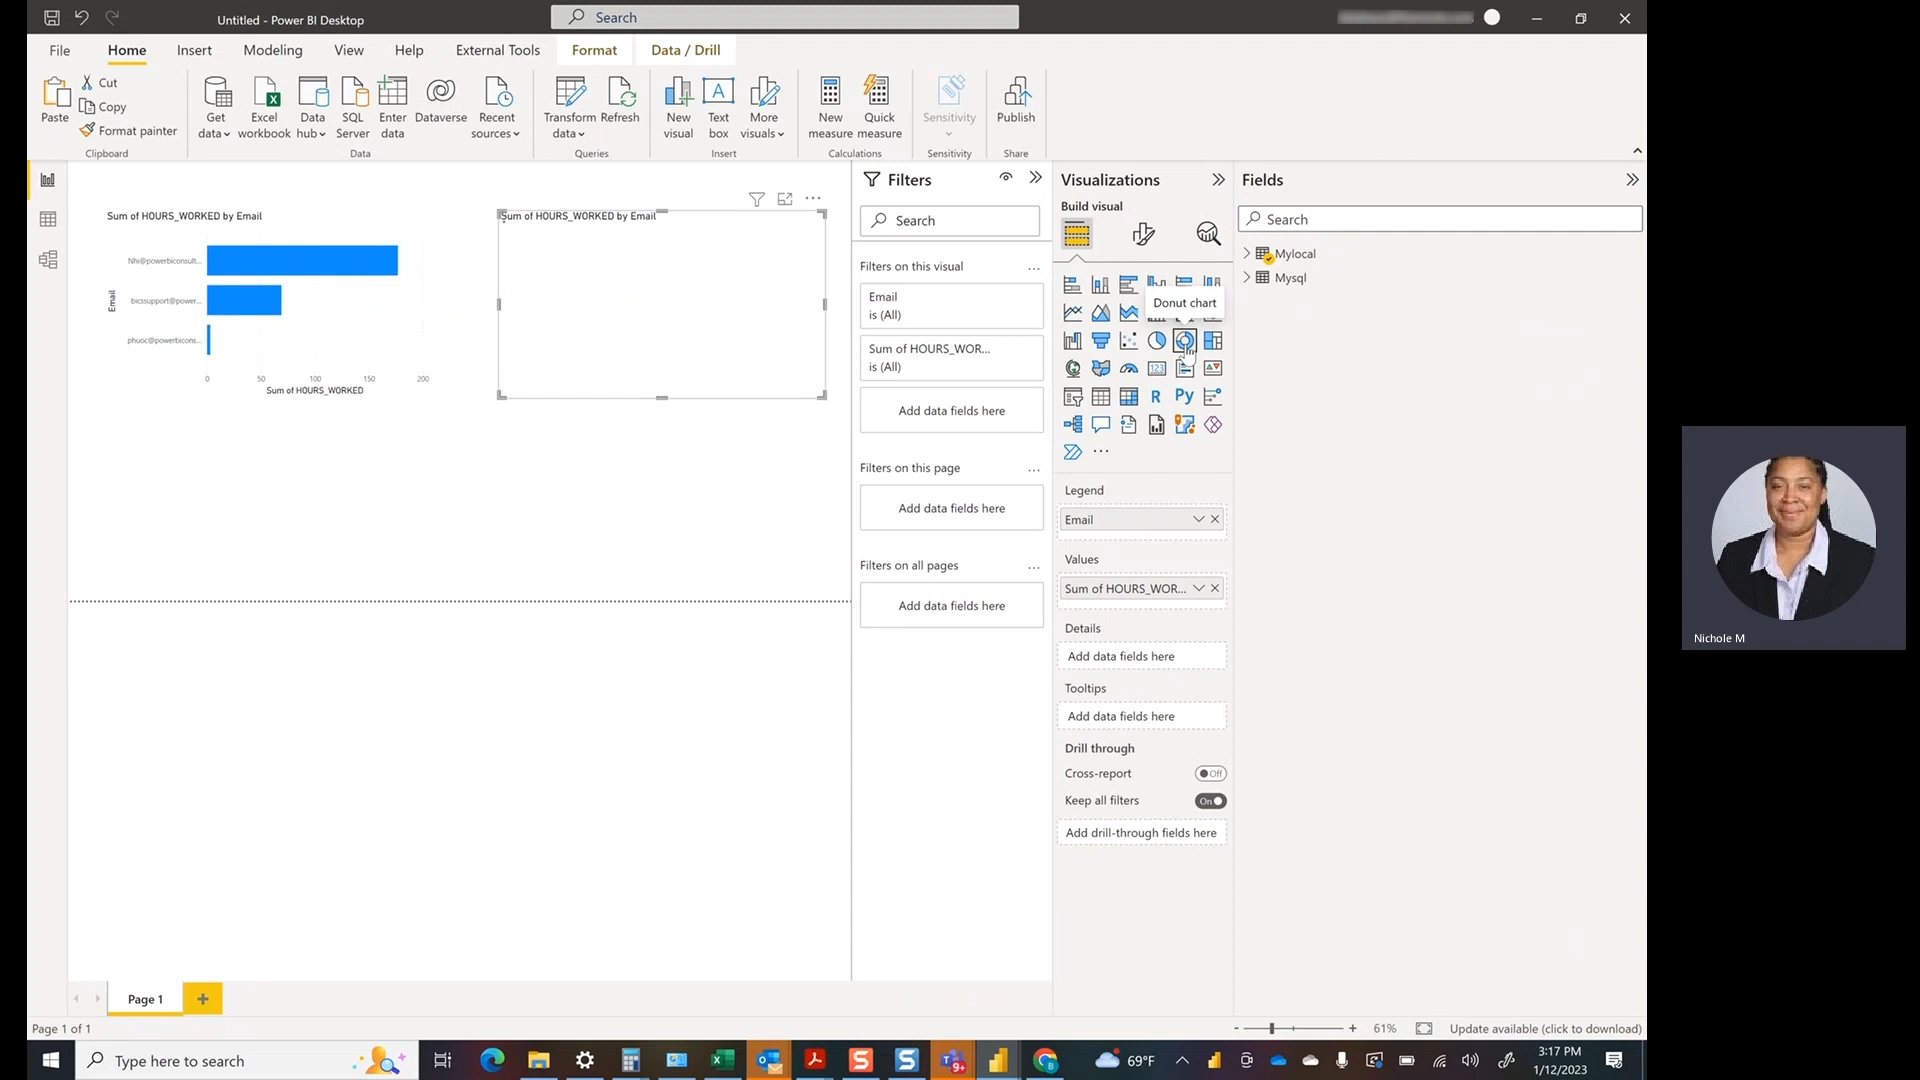 Untitled - Power BI Desktop
Search
File
Home
Insert
Modeling
View
Help
External Tools
Format
Data / Drill
Paste
Cut
Copy
Format painter
Clipboard
Get data
Excel workbook
Data hub
SQL Server
Enter data
Dataverse
Recent sources
Data
Transform data
Refresh
Queries
New visual
Text box
More visuals
Insert
New measure
Quick measure
Calculations
Sensitivity
Sensitivity
Publish
Share
Sum of HOURS_WORKED by Email
Email
Nhi@powerbiconsult...
bicssupport@power...
phuoc@powerbicons...
0
50
100
150
200
Sum of HOURS_WORKED
Sum of HOURS_WORKED by Email
Filters
Search
Filters on this visual
Email
is (All)
Sum of HOURS_WOR...
is (All)
Add data fields here
Filters on this page
Add data fields here
Filters on all pages
Add data fields here
Visualizations
Build visual
Donut chart
123
R
Py
Legend
Email
Values
Sum of HOURS_WOR...
Details
Add data fields here
Tooltips
Add data fields here
Drill through
Cross-report
Off
Keep all filters
On
Add drill-through fields here
Fields
Search
Mylocal
Mysql
Nichole M
Page 1
Page 1 of 1
61%
Update available (click to download)
Type here to search
9+
69°F
3:17 PM
1/12/2023